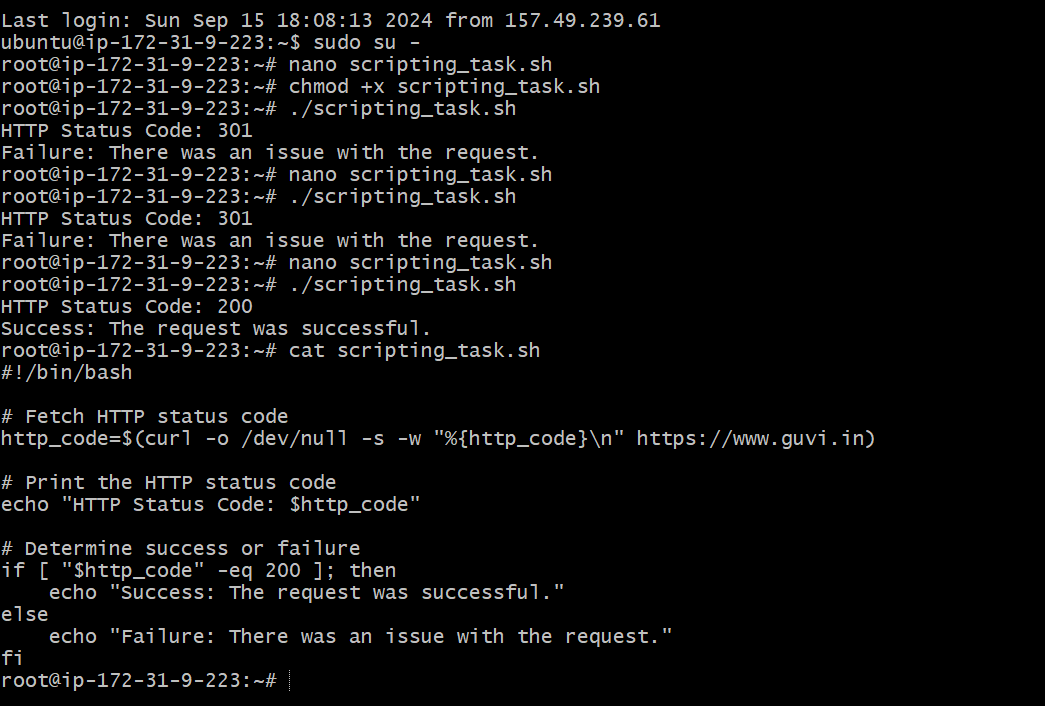 Last login: Sun Sep 15 18:08:13 2024 from 157.49.239.61
ubuntu@ip-172-31-9-223:~$ sudo su -
root@ip-172-31-9-223:~# nano scripting_task.sh
root@ip-172-31-9-223:~# chmod +x scripting_task.sh
root@ip-172-31-9-223:~# ./scripting_task.sh
HTTP Status Code: 301
Failure: There was an issue with the request.
root@ip-172-31-9-223:~# nano scripting_task.sh
root@ip-172-31-9-223:~# ./scripting_task.sh
HTTP Status Code: 301
Failure: There was an issue with the request.
root@ip-172-31-9-223:~# nano scripting_task.sh
root@ip-172-31-9-223:~# ./scripting_task.sh
HTTP Status Code: 200
Success: The request was successful.
root@ip-172-31-9-223:~# cat scripting_task.sh
#!/bin/bash

# Fetch HTTP status code
http_code=$(curl -o /dev/null -s -w "%{http_code}\n" https://www.guvi.in)

# Print the HTTP status code
echo "HTTP Status Code: $http_code"

# Determine success or failure
if [ "$http_code" -eq 200 ]; then
    echo "Success: The request was successful."
else
    echo "Failure: There was an issue with the request."
fi
root@ip-172-31-9-223:~#